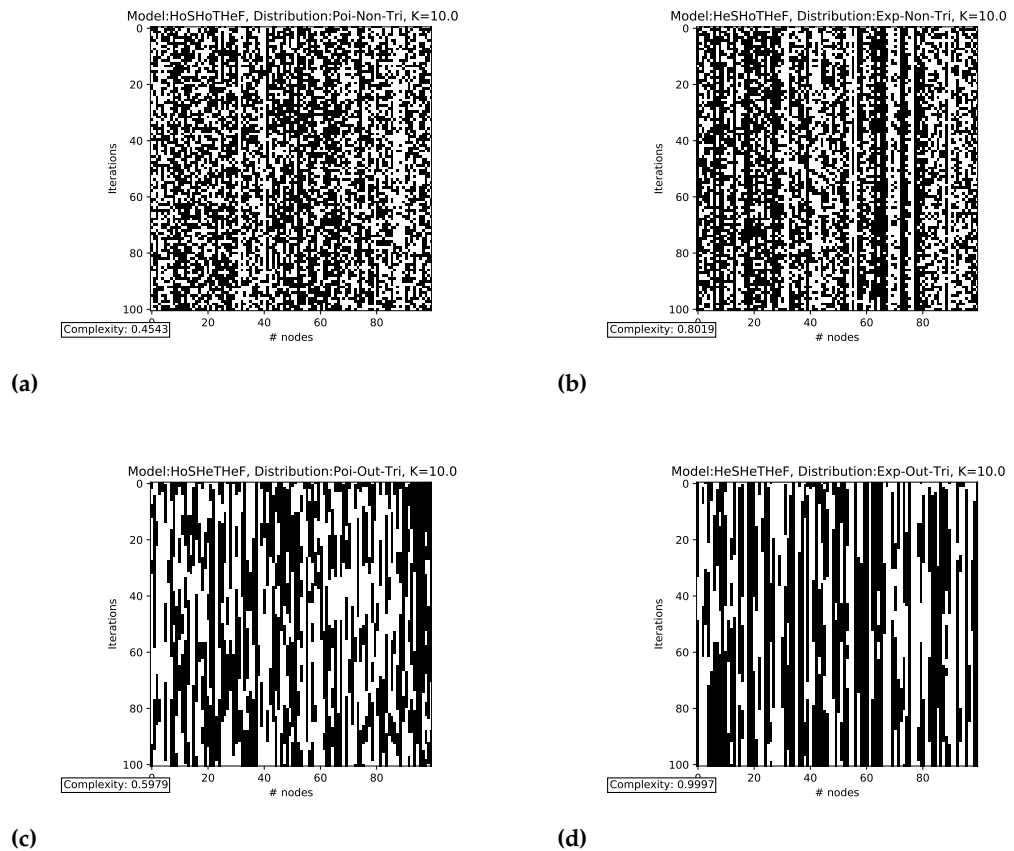 Model:HoSHoTHeF, Distribution:Poi-Non-Tri, K=10.0
0
20
40
60
80
100
Iterations
0
20
40
60
80
# nodes
Complexity: 0.4543
(a)
Model:HeSHoTHeF, Distribution:Exp-Non-Tri, K=10.0
0
20
40
60
80
100
Iterations
0
20
40
60
80
# nodes
Complexity: 0.8019
(b)
Model:HoSHeTHeF, Distribution:Poi-Out-Tri, K=10.0
0
20
40
60
80
100
Iterations
0
20
40
60
80
# nodes
Complexity: 0.5979
(c)
Model:HeSHeTHeF, Distribution:Exp-Out-Tri, K=10.0
0
20
40
60
80
100
Iterations
0
20
40
60
80
# nodes
Complexity: 0.9997
(d)